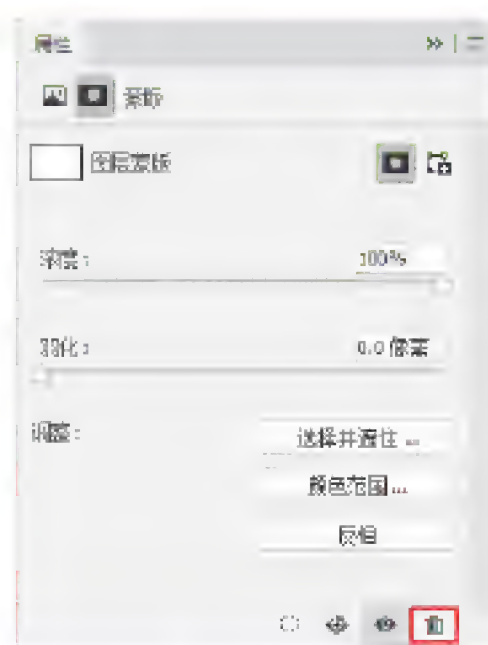 属性
蒙版
图层蒙版
浓度：
100%
羽化：
0.0 像素
调整：
选择并遮住 ...
颜色范围 ...
反相